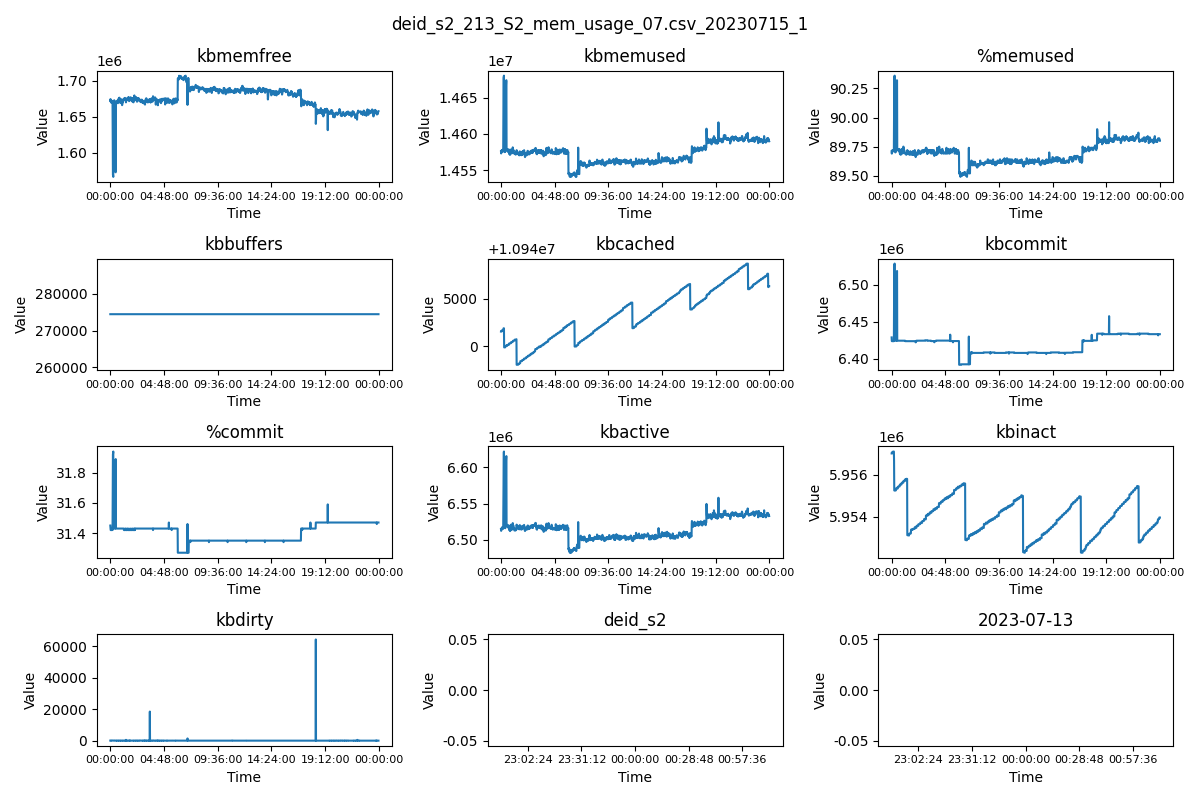 deid_s2_213_S2_mem_usage_07.csv_20230715_1
kbmemfree
1e6
Value
1.70
1.65
1.60
00:00:00 04:48:00 09:36:00 14:24:00 19:12:00 00:00:00
Time
kbmemused
1e7
Value
1.465
1.460
1.455
00:00:00 04:48:00 09:36:00 14:24:00 19:12:00 00:00:00
Time
%memused
Value
90.25
90.00
89.75
89.50
00:00:00 04:48:00 09:36:00 14:24:00 19:12:00 00:00:00
Time
kbbuffers
Value
280000
270000
260000
00:00:00 04:48:00 09:36:00 14:24:00 19:12:00 00:00:00
Time
kbcached
+1.094e7
Value
5000
0
00:00:00 04:48:00 09:36:00 14:24:00 19:12:00 00:00:00
Time
kbcommit
1e6
Value
6.50
6.45
6.40
00:00:00 04:48:00 09:36:00 14:24:00 19:12:00 00:00:00
Time
%commit
Value
31.8
31.6
31.4
00:00:00 04:48:00 09:36:00 14:24:00 19:12:00 00:00:00
Time
kbactive
1e6
Value
6.60
6.55
6.50
00:00:00 04:48:00 09:36:00 14:24:00 19:12:00 00:00:00
Time
kbinact
1e6
Value
5.956
5.954
00:00:00 04:48:00 09:36:00 14:24:00 19:12:00 00:00:00
Time
kbdirty
Value
60000
40000
20000
0
00:00:00 04:48:00 09:36:00 14:24:00 19:12:00 00:00:00
Time
deid_s2
Value
0.05
0.00
-0.05
23:02:24 23:31:12 00:00:00 00:28:48 00:57:36
Time
2023-07-13
Value
0.05
0.00
-0.05
23:02:24 23:31:12 00:00:00 00:28:48 00:57:36
Time